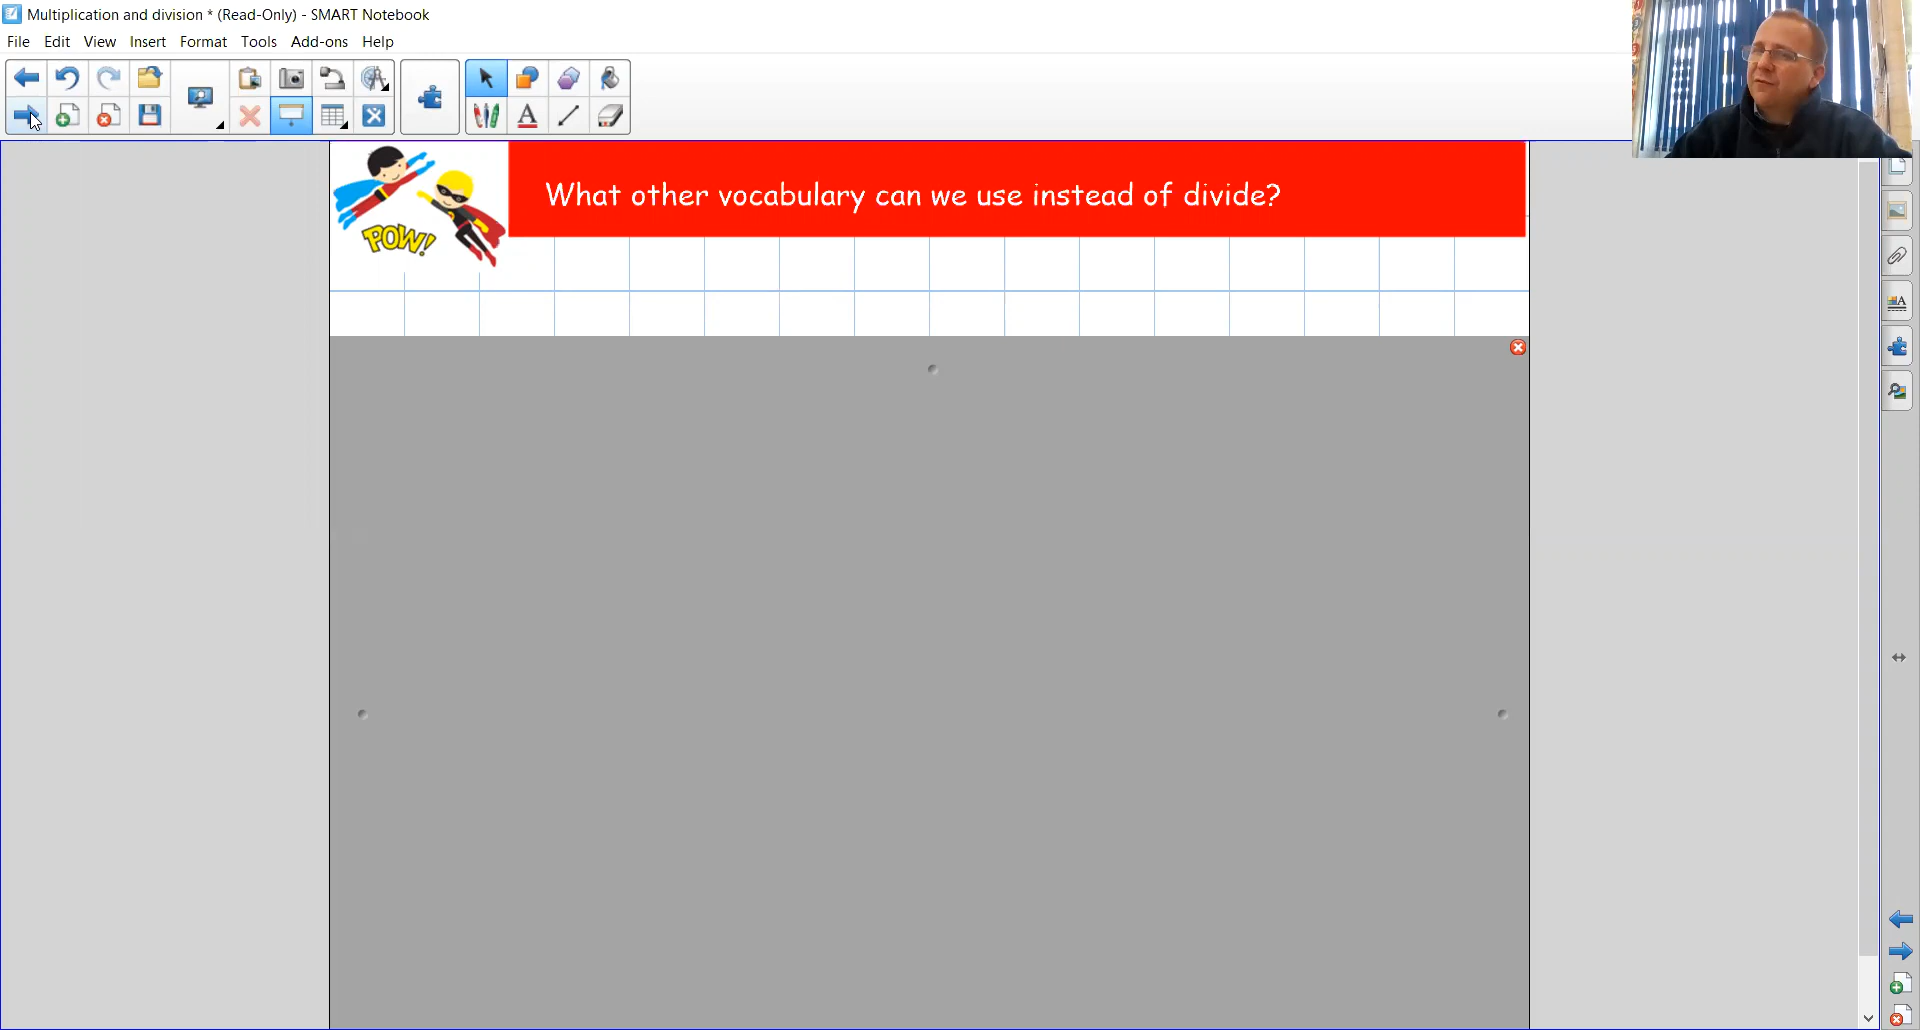 Multiplication and division * (Read-Only) - SMART Notebook
File Edit View Insert Format Tools Add-ons Help
What other vocabulary can we use instead of divide?
POW!